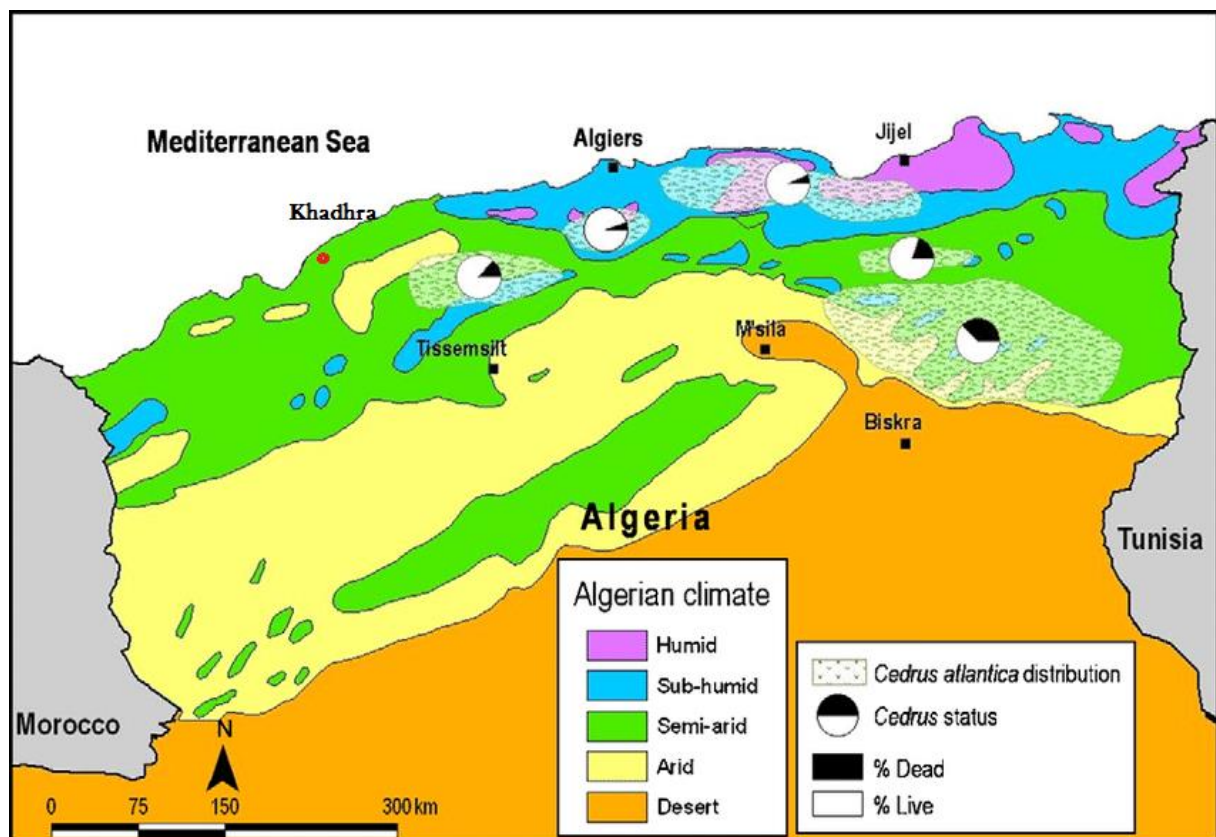 Mediterranean Sea
Algiers
Jijel
Khadhra
Tissemsilt
M'sila
Biskra
Algeria
Tunisia
Morocco
N
0 75 150 300 km
Algerian climate
Humid
Sub-humid
Semi-arid
Arid
Desert
Cedrus atlantica distribution
Cedrus status
% Dead
% Live